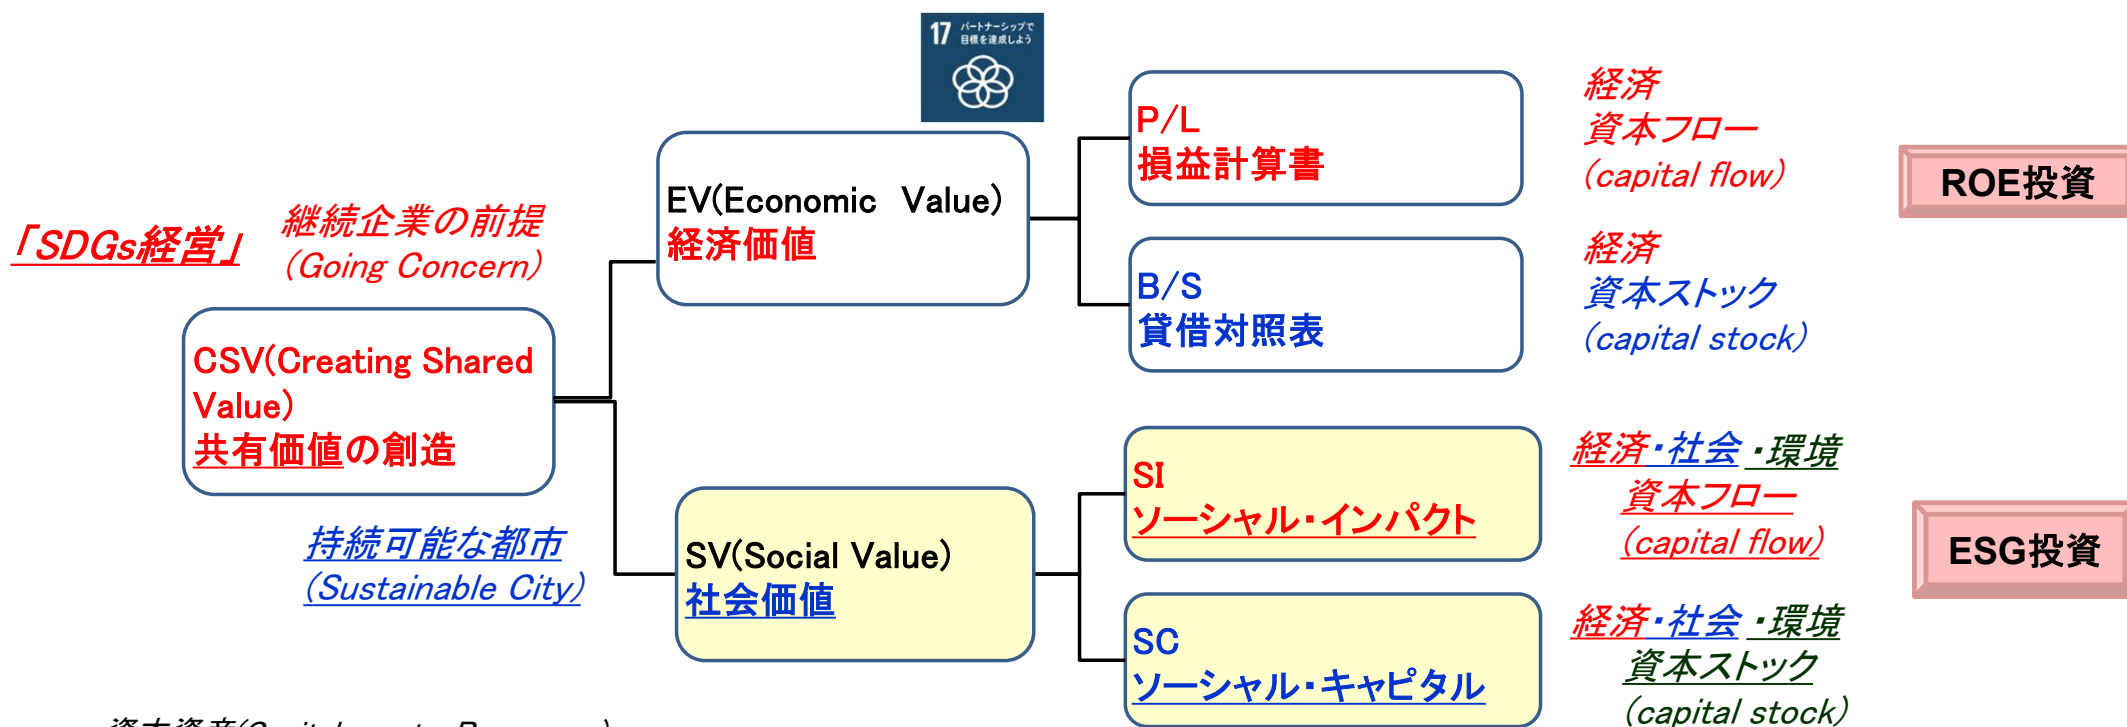 17 パートナーシップで
目標を達成しよう
「SDGs経営」
継続企業の前提
(Going Concern)
CSV(Creating Shared
Value)
共有価値の創造
持続可能な都市
(Sustainable City)
EV(Economic Value)
経済価値
SV(Social Value)
社会価値
P/L
損益計算書
B/S
貸借対照表
SI
ソーシャル・インパクト
SC
ソーシャル・キャピタル
経済
資本フロー
(capital flow)
経済
資本ストック
(capital stock)
経済・社会・環境
資本フロー
(capital flow)
経済・社会・環境
資本ストック
(capital stock)
ROE投資
ESG投資